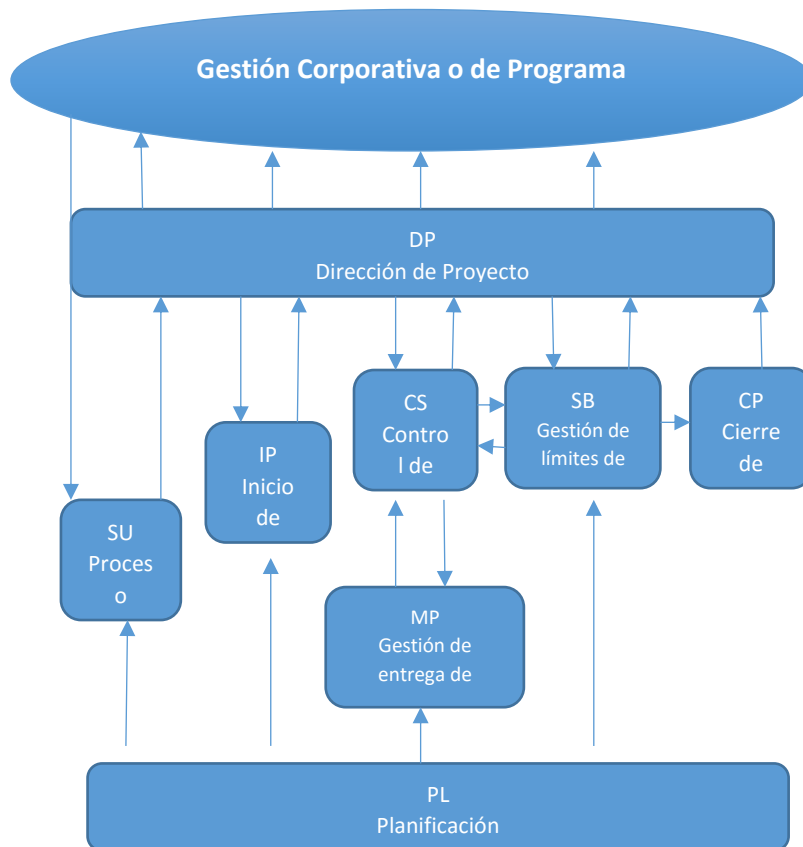 Gestión Corporativa o de Programa
DP
Dirección de Proyecto
CS
Contro
l de
SB
Gestión de
límites de
CP
Cierre
de
IP
Inicio
de
SU
Proces
o
MP
Gestión de
entrega de
PL
Planificación